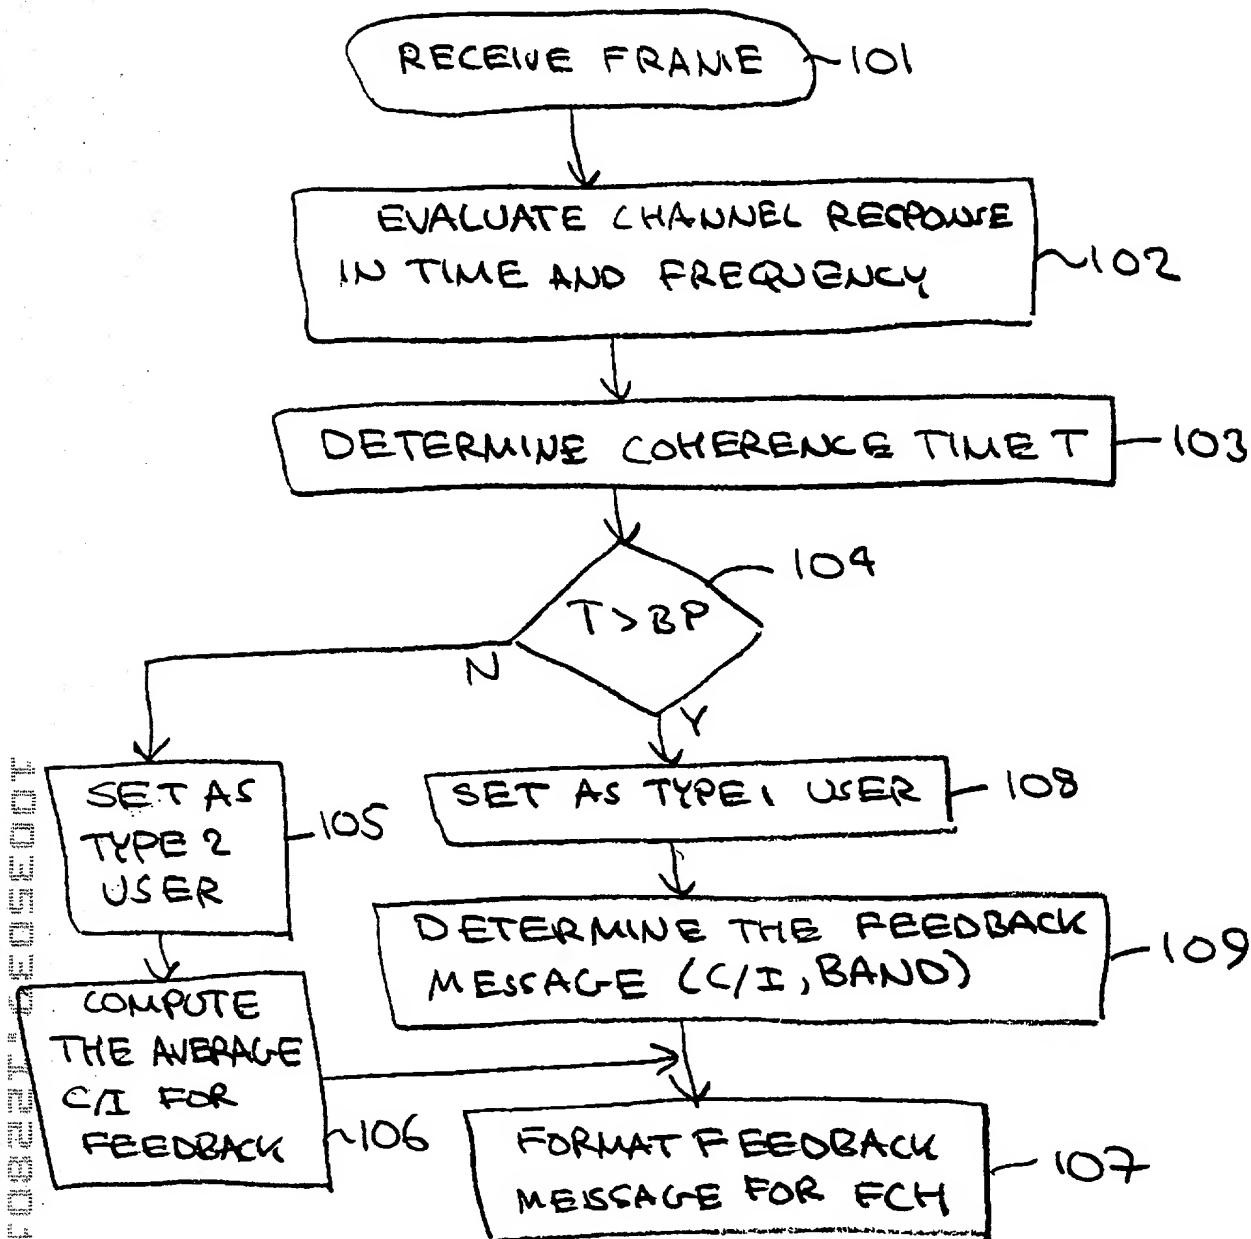 RECEIVE FRAME
101
EVALUATE CHANNEL RESPONSE
IN TIME AND FREQUENCY
102
DETERMINE COHERENCE TIME T
103
104
T > BP
N
Y
SET AS
TYPE 2
USER
105
SET AS TYPE 1 USER
108
DETERMINE THE FEEDBACK
MESSAGE (C/I, BAND)
109
COMPUTE
THE AVERAGE
C/I FOR
FEEDBACK
106
FORMAT FEEDBACK
MESSAGE FOR FCH
107